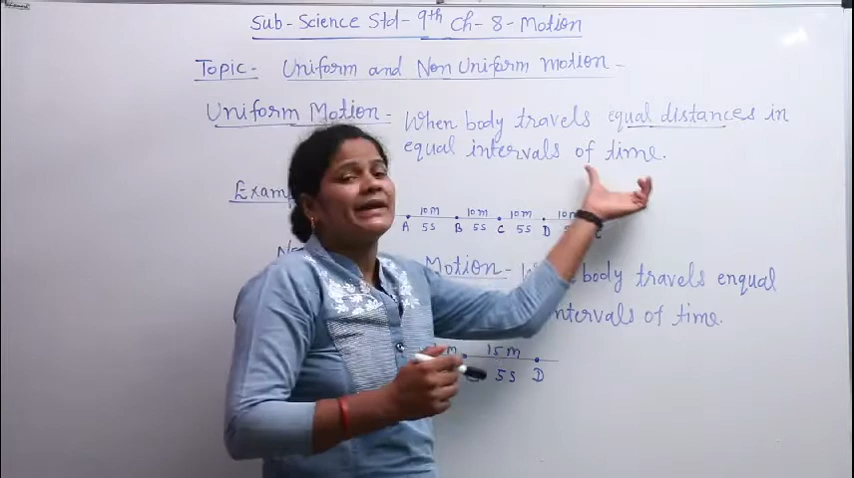 Sub-Science Std-9th Ch-8-Motion
Topic- Uniform and Non Uniform motion-
Uniform Motion- When body travels equal distances in
equal intervals of time.
10m 10m 10m
A 5s B 5s C 5s D
Motion- body travels enqual
intervals of time.
15m
5s D